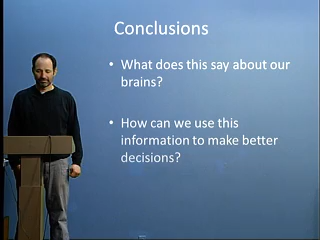 Conclusions
• What does this say about our
brains?
• How can we use this
information to make better
decisions?